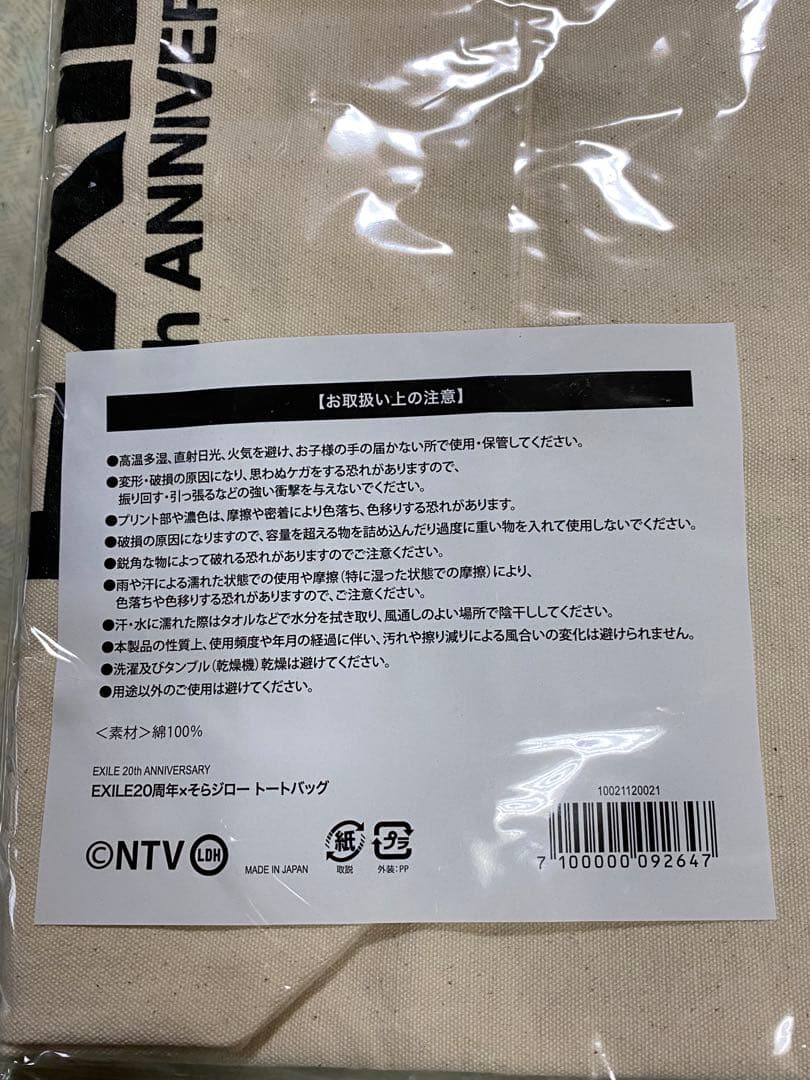 ANNIVER
【お取扱い上の注意】
●高温多湿、直射日光、火気を避け、お子様の手の届かない所で使用・保管してください。
●変形・破損の原因になり、思わぬケガをする恐れがありますので、
振り回す・引っ張るなどの強い衝撃を与えないでください。
●プリント部や濃色は、摩擦や密着により色落ち、色移りする恐れがあります。
●破損の原因になりますので、容量を超える物を詰め込んだり過度に重い物を入れて使用しないでください。
●鋭角な物によって破れる恐れがありますのでご注意ください。
●雨や汗による濡れた状態での使用や摩擦（特に湿った状態での摩擦）により、
色落ちや色移りする恐れがありますので、ご注意ください。
●汗・水に濡れた際はタオルなどで水分を拭き取り、風通しのよい場所で陰干ししてください。
●本製品の性質上、使用頻度や年月の経過に伴い、汚れや擦り減りによる風合いの変化は避けられません。
●洗濯及びタンブル（乾燥機）乾燥は避けてください。
●用途以外のご使用は避けてください。
＜素材＞綿100％
EXILE 20th ANNIVERSARY
EXILE20周年×そらジロー トートバッグ
©NTV LDH
MADE IN JAPAN
紙
取説
プラ
外装：PP
10021120021
7 100000 092647